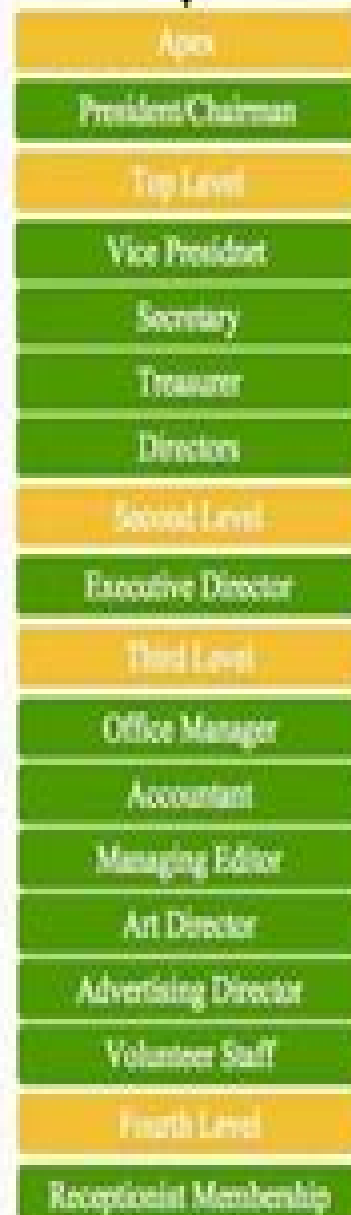 Apex
President/Chairman
Top Level
Vice Presidnet
Secretary
Treasurer
Directors
Second Level
Executive Director
Third Level
Office Manager
Accountant
Managing Editor
Art Director
Advertising Director
Volunteer Staff
Fourth Level
Receptionist Membership